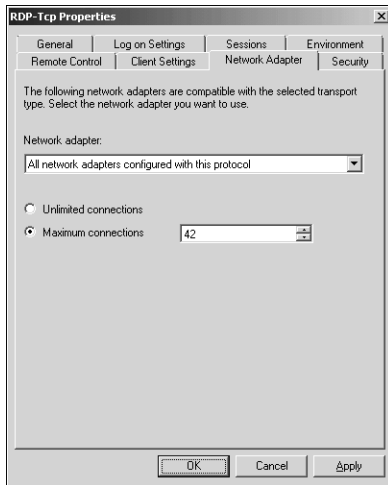 RDP-Tcp Properties
General Log on Settings Sessions Environment
Remote Control Client Settings Network Adapter Security
The following network adapters are compatible with the selected transport
type. Select the network adapter you want to use.
Network adapter:
All network adapters configured with this protocol
Unlimited connections
Maximum connections 42
OK Cancel Apply